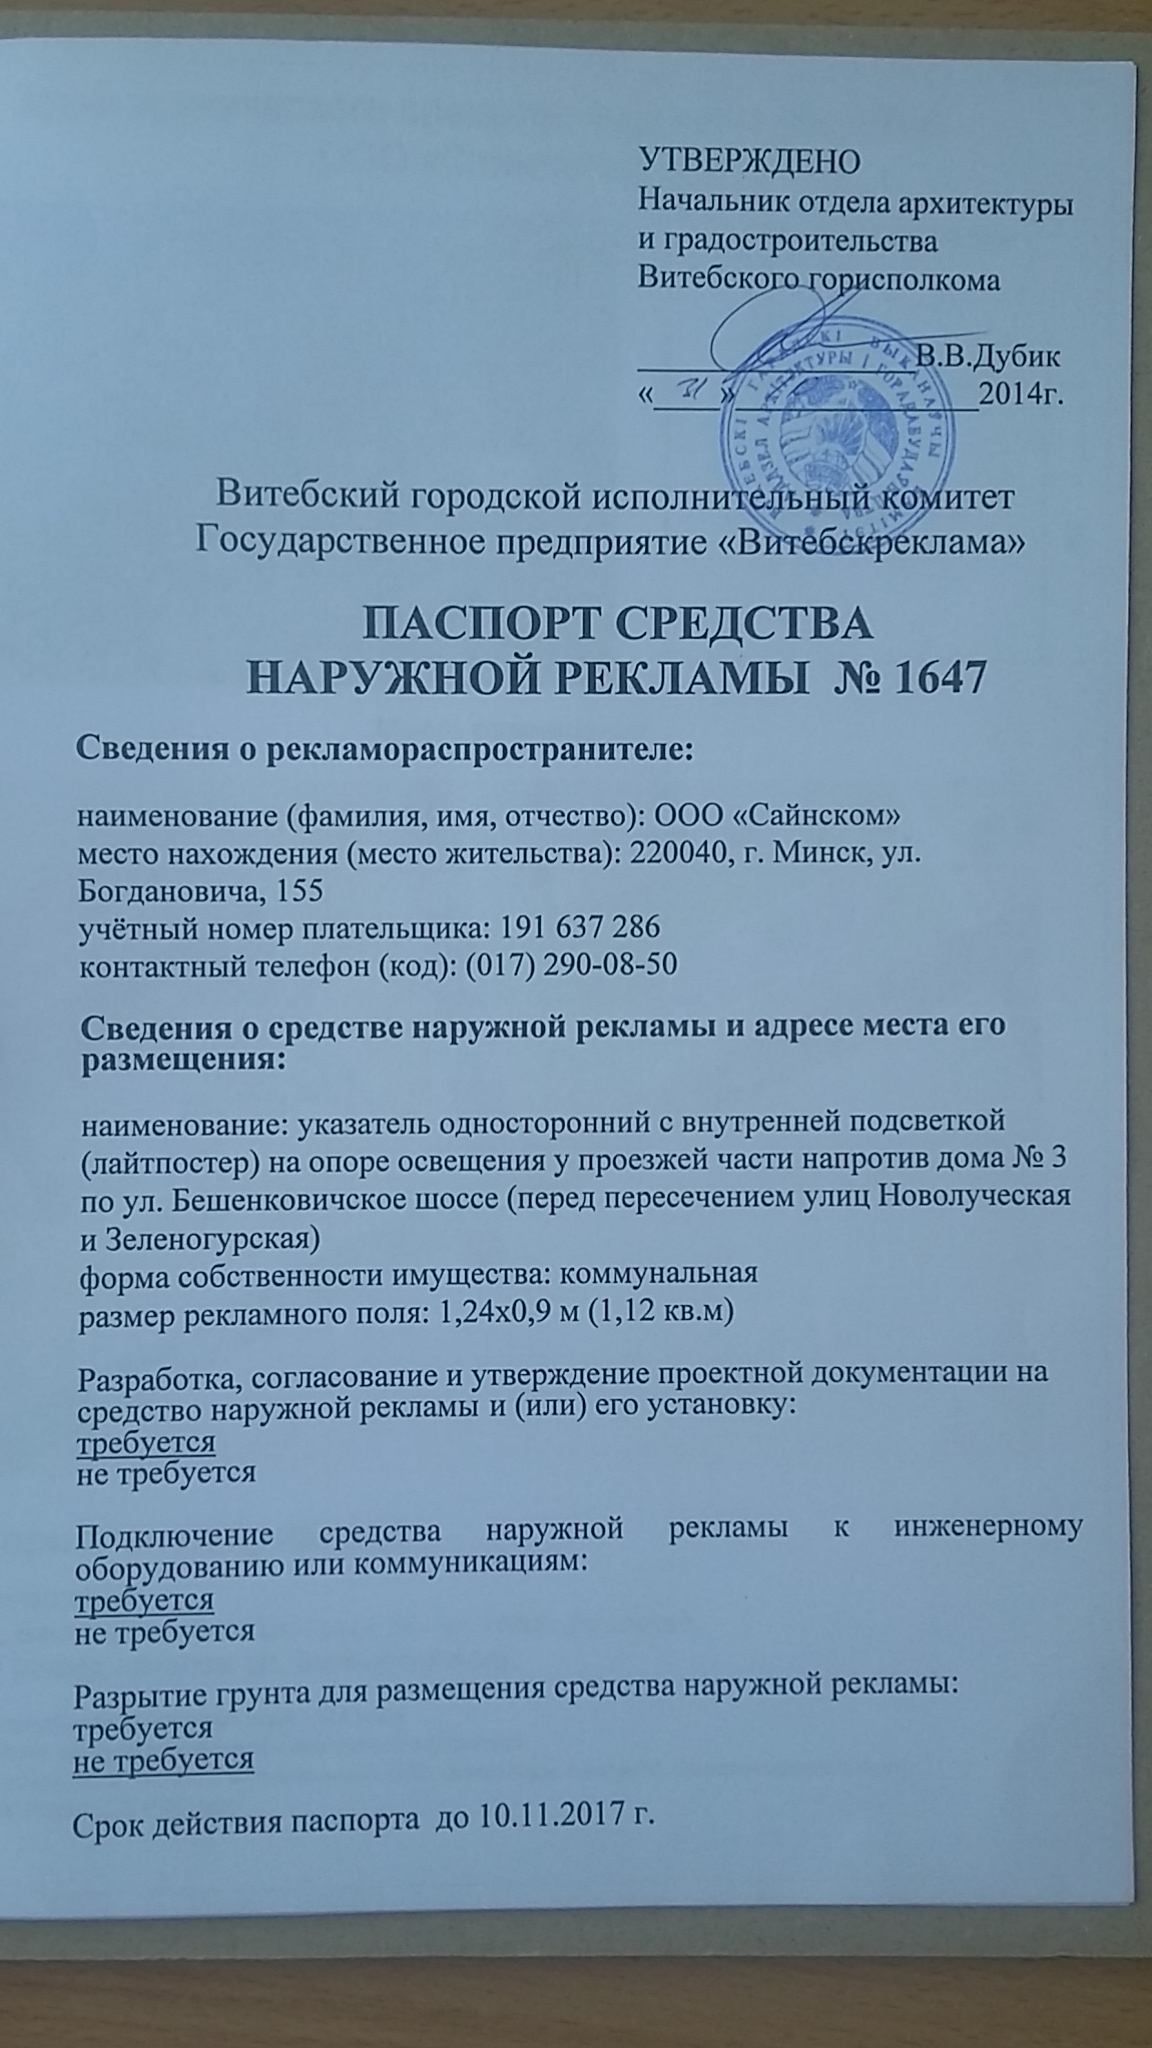 УТВЕРЖДЕНО
Начальник отдела архитектуры
и градостроительства
Витебского горисполкома
В.В.Дубик
«31» 2014г.
Витебский городской исполнительный комитет
Государственное предприятие «Витебскреклама»
ПАСПОРТ СРЕДСТВА
НАРУЖНОЙ РЕКЛАМЫ № 1647
Сведения о рекламораспространителе:
наименование (фамилия, имя, отчество): ООО «Сайнском»
место нахождения (место жительства): 220040, г. Минск, ул.
Богдановича, 155
учётный номер плательщика: 191 637 286
контактный телефон (код): (017) 290-08-50
Сведения о средстве наружной рекламы и адресе места его
размещения:
наименование: указатель односторонний с внутренней подсветкой
(лайтпостер) на опоре освещения у проезжей части напротив дома № 3
по ул. Бешенковичское шоссе (перед пересечением улиц Новолуческая
и Зеленогурская)
форма собственности имущества: коммунальная
размер рекламного поля: 1,24х0,9 м (1,12 кв.м)
Разработка, согласование и утверждение проектной документации на
средство наружной рекламы и (или) его установку:
требуется
не требуется
Подключение средства наружной рекламы к инженерному
оборудованию или коммуникациям:
требуется
не требуется
Разрытие грунта для размещения средства наружной рекламы:
требуется
не требуется
Срок действия паспорта до 10.11.2017 г.